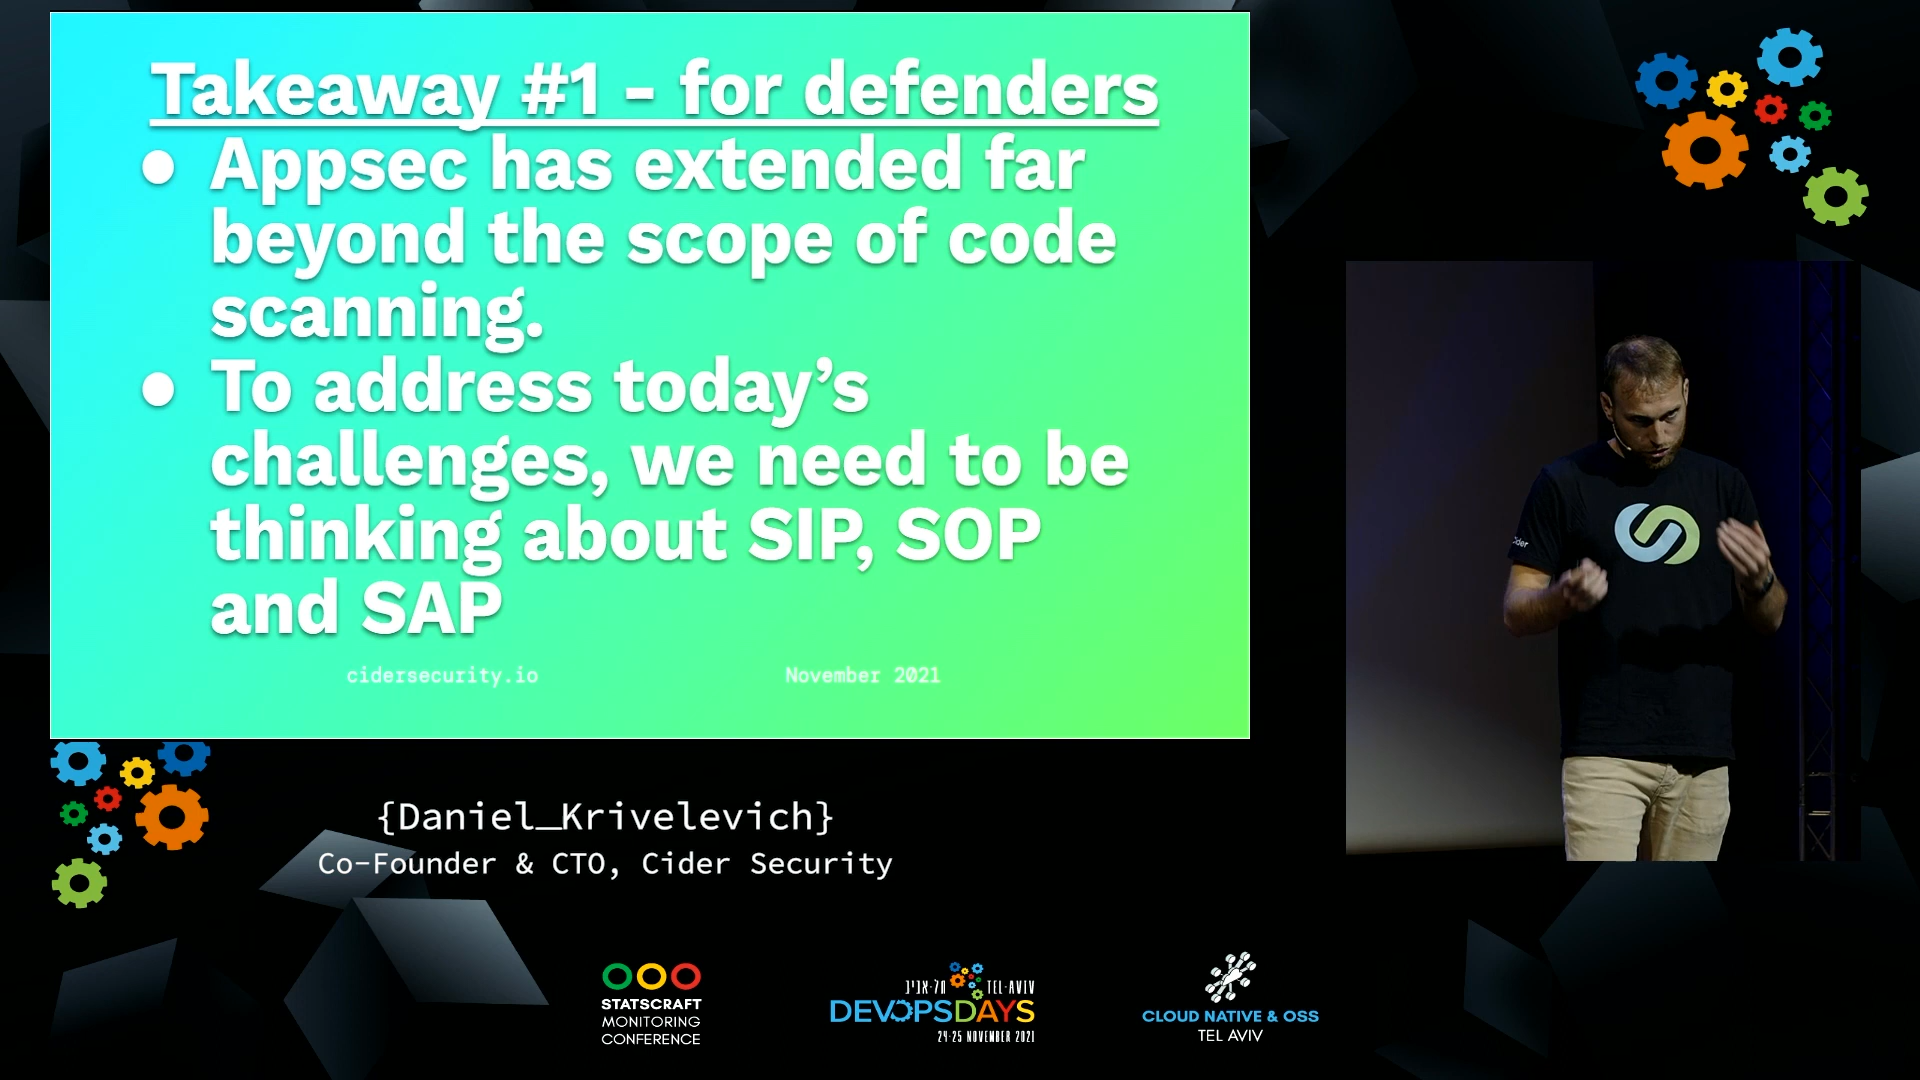 Takeaway #1 - for defenders
● Appsec has extended far
beyond the scope of code
scanning.
● To address today’s
challenges, we need to be
thinking about SIP, SOP
and SAP
cidersecurity.io
November 2021
Cider
{Daniel_Krivelevich}
Co-Founder & CTO, Cider Security
STATSCRAFT
MONITORING
CONFERENCE
תל-אביב TEL-AVIV
DEVOPSDAYS
24-25 NOVEMBER 2021
CLOUD NATIVE & OSS
TEL AVIV